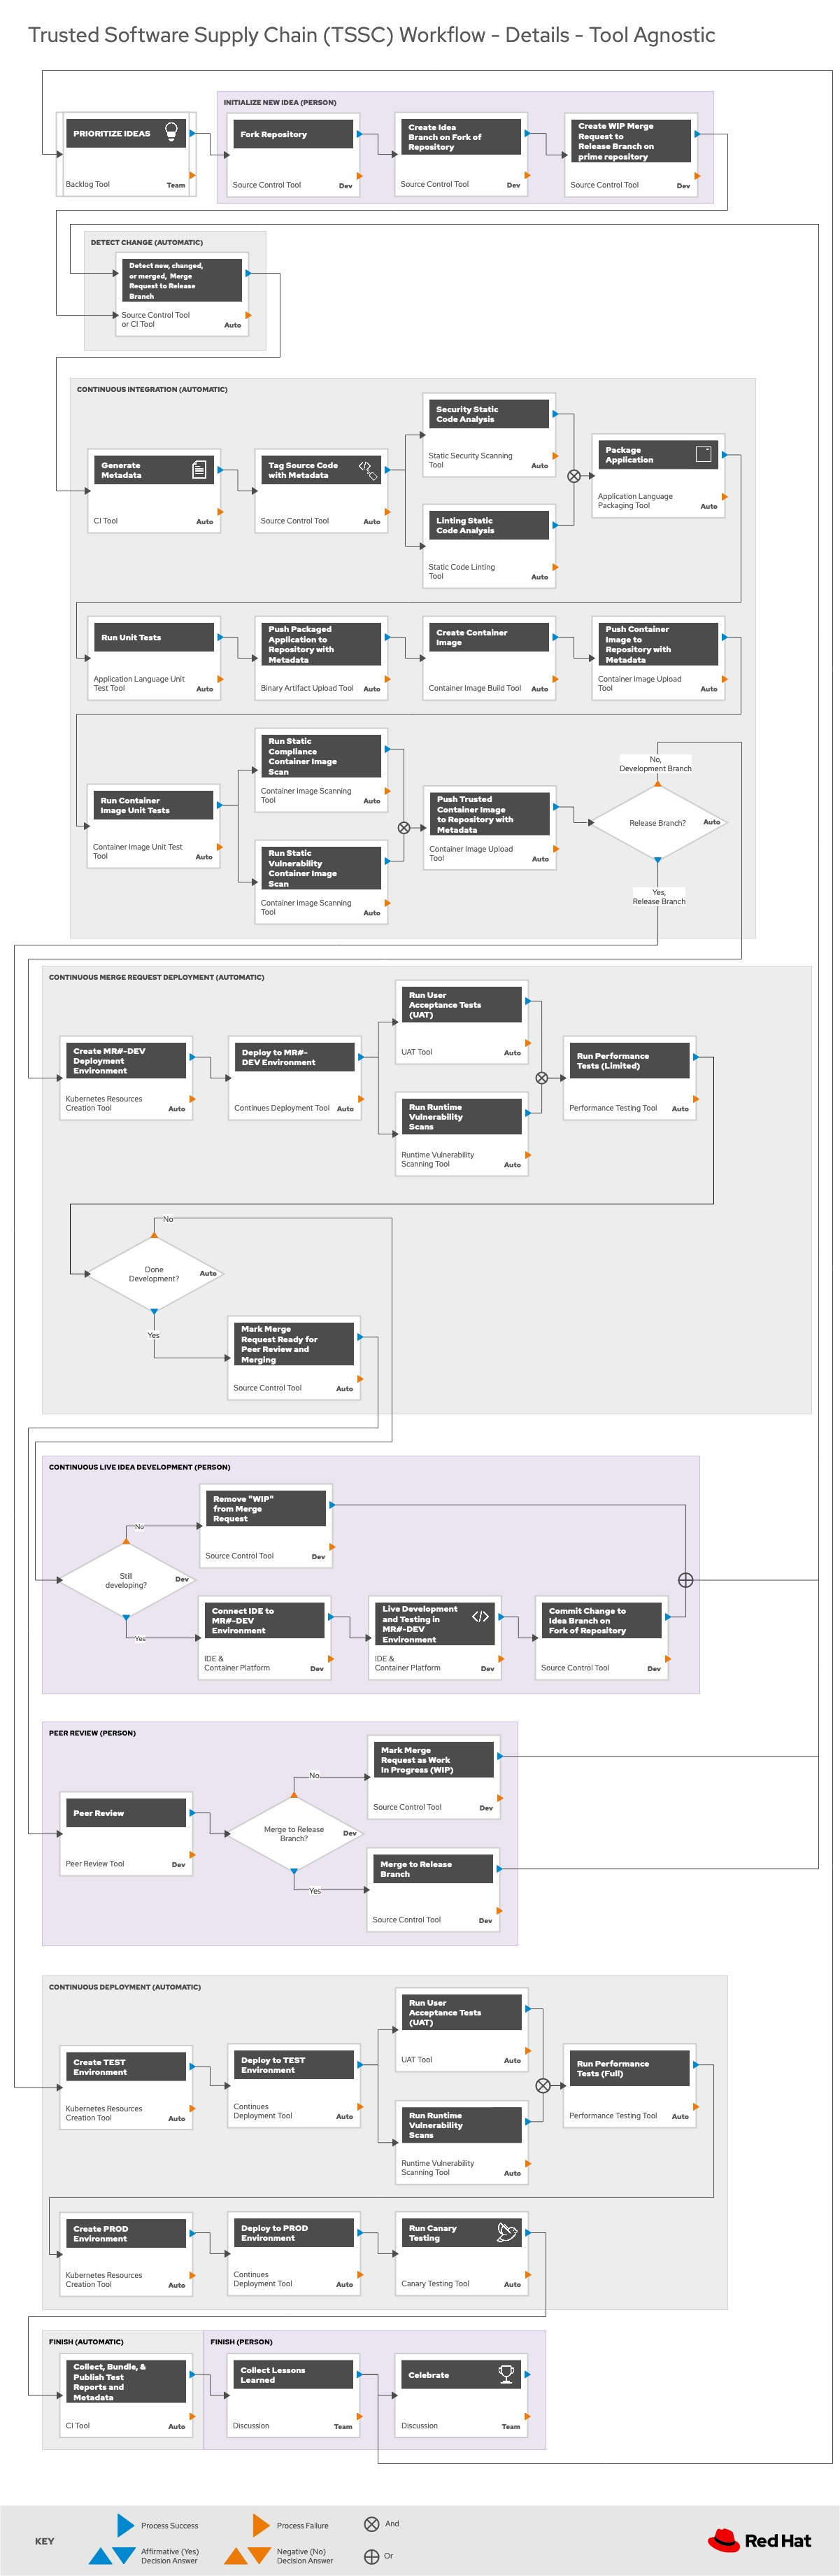 Trusted Software Supply Chain (TSSC) Workflow - Details - Tool Agnostic
PRIORITIZE IDEAS
Backlog Tool
Team
INITIALIZE NEW IDEA (PERSON)
Fork Repository
Source Control Tool
Dev
Create Idea
Branch on Fork of
Repository
Source Control Tool
Dev
Create WIP Merge
Request to
Release Branch on
prime repository
Source Control Tool
Dev
DETECT CHANGE (AUTOMATIC)
Detect new, changed,
or merged, Merge
Request to Release
Branch
Source Control Tool
or CI Tool
Auto
CONTINUOUS INTEGRATION (AUTOMATIC)
Generate
Metadata
CI Tool
Auto
Tag Source Code
with Metadata
Source Control Tool
Auto
Security Static
Code Analysis
Static Security Scanning
Tool
Auto
Linting Static
Code Analysis
Static Code Linting
Tool
Auto
Package
Application
Application Language
Packaging Tool
Auto
Run Unit Tests
Application Language Unit
Test Tool
Auto
Push Packaged
Application to
Repository with
Metadata
Binary Artifact Upload Tool
Auto
Create Container
Image
Container Image Build Tool
Auto
Push Container
Image to
Repository with
Metadata
Container Image Upload
Tool
Auto
Run Container
Image Unit Tests
Container Image Unit Test
Tool
Auto
Run Static
Compliance
Container Image
Scan
Container Image Scanning
Tool
Auto
Run Static
Vulnerability
Container Image
Scan
Container Image Scanning
Tool
Auto
Push Trusted
Container Image
to Repository with
Metadata
Container Image Upload
Tool
Auto
No,
Development Branch
Release Branch?
Auto
Yes,
Release Branch
CONTINUOUS MERGE REQUEST DEPLOYMENT (AUTOMATIC)
Create MR#-DEV
Deployment
Environment
Kubernetes Resources
Creation Tool
Auto
Deploy to MR#-
DEV Environment
Continues Deployment Tool
Auto
Run User
Acceptance Tests
(UAT)
UAT Tool
Auto
Run Runtime
Vulnerability
Scans
Runtime Vulnerability
Scanning Tool
Auto
Run Performance
Tests (Limited)
Performance Testing Tool
Auto
No
Done
Development?
Auto
Yes
Mark Merge
Request Ready for
Peer Review and
Merging
Source Control Tool
Auto
CONTINUOUS LIVE IDEA DEVELOPMENT (PERSON)
Remove "WIP"
from Merge
Request
Source Control Tool
Dev
No
Still
developing?
Dev
Yes
Connect IDE to
MR#-DEV
Environment
IDE &
Container Platform
Dev
Live Development
and Testing in
MR#-DEV
Environment
IDE &
Container Platform
Dev
Commit Change to
Idea Branch on
Fork of Repository
Source Control Tool
Dev
PEER REVIEW (PERSON)
Peer Review
Peer Review Tool
Dev
No
Merge to Release
Branch?
Dev
Yes
Mark Merge
Request as Work
In Progress (WIP)
Source Control Tool
Dev
Merge to Release
Branch
Source Control Tool
Dev
CONTINUOUS DEPLOYMENT (AUTOMATIC)
Create TEST
Environment
Kubernetes Resources
Creation Tool
Auto
Deploy to TEST
Environment
Continues
Deployment Tool
Auto
Run User
Acceptance Tests
(UAT)
UAT Tool
Auto
Run Runtime
Vulnerability
Scans
Runtime Vulnerability
Scanning Tool
Auto
Run Performance
Tests (Full)
Performance Testing Tool
Auto
Create PROD
Environment
Kubernetes Resources
Creation Tool
Auto
Deploy to PROD
Environment
Continues
Deployment Tool
Auto
Run Canary
Testing
Canary Testing Tool
Auto
FINISH (AUTOMATIC)
Collect, Bundle, &
Publish Test
Reports and
Metadata
CI Tool
Auto
FINISH (PERSON)
Collect Lessons
Learned
Discussion
Team
Celebrate
Discussion
Team
KEY
Process Success
Process Failure
And
Affirmative (Yes)
Decision Answer
Negative (No)
Decision Answer
Or
Red Hat